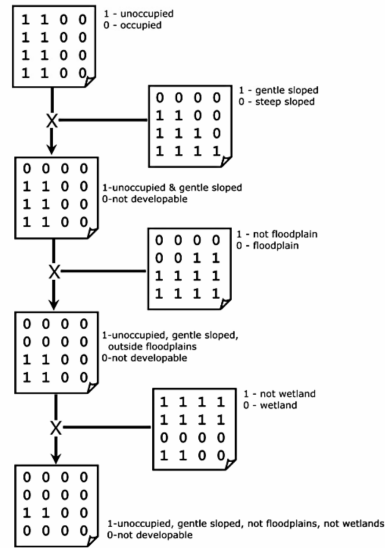 1 1 0 0
1 1 0 0
1 1 0 0
1 1 0 0
1 - unoccupied
0 - occupied
X
0 0 0 0
1 1 0 0
1 1 1 0
1 1 1 1
1 - gentle sloped
0 - steep sloped
0 0 0 0
1 1 0 0
1 1 0 0
1 1 0 0
1-unoccupied & gentle sloped
0-not developable
X
0 0 0 0
0 0 1 1
1 1 1 1
1 1 1 1
1 - not floodplain
0 - floodplain
0 0 0 0
0 0 0 0
1 1 0 0
1 1 0 0
1-unoccupied, gentle sloped,
outside floodplains
0-not developable
X
1 1 1 1
1 1 1 1
0 0 0 0
1 1 0 0
1 - not wetland
0 - wetland
0 0 0 0
0 0 0 0
1 1 0 0
0 0 0 0
1-unoccupied, gentle sloped, not floodplains, not wetlands
0-not developable